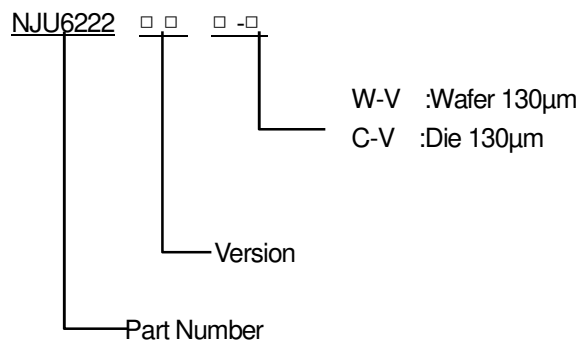 NJU6222 □ □ □ -□
W-V :Wafer 130µm
C-V :Die 130µm
Version
Part Number